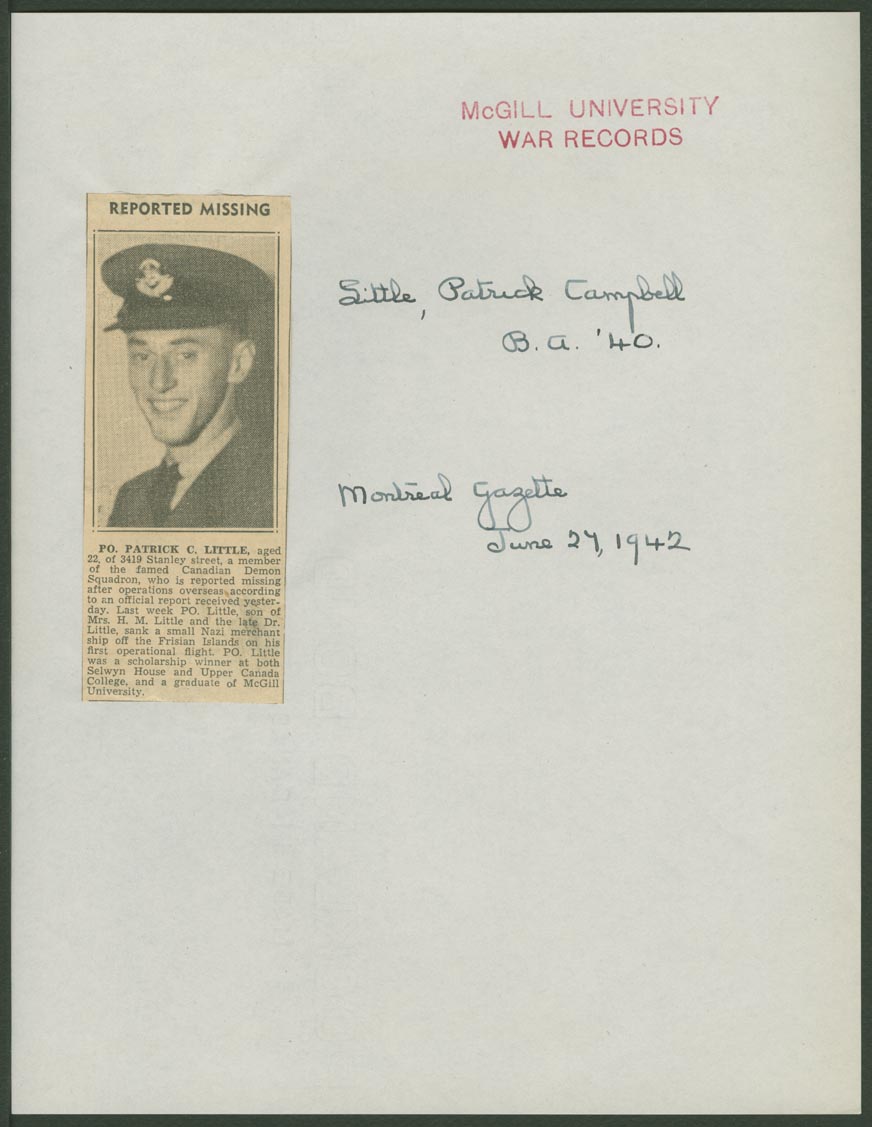 McGILL UNIVERSITY
WAR RECORDS
REPORTED MISSING
Little, Patrick Campbell
B. A. '40.
Montreal Gazette
June 27, 1942
PO. PATRICK C. LITTLE, aged
22, of 3419 Stanley street, a member
of the famed Canadian Demon
Squadron, who is reported missing
after operations overseas according
to an official report received yester-
day. Last week PO. Little, son of
Mrs. H. M. Little and the late Dr.
Little, sank a small Nazi merchant
ship off the Frisian Islands on his
first operational flight. PO. Little
was a scholarship winner at both
Selwyn House and Upper Canada
College, and a graduate of McGill
University.